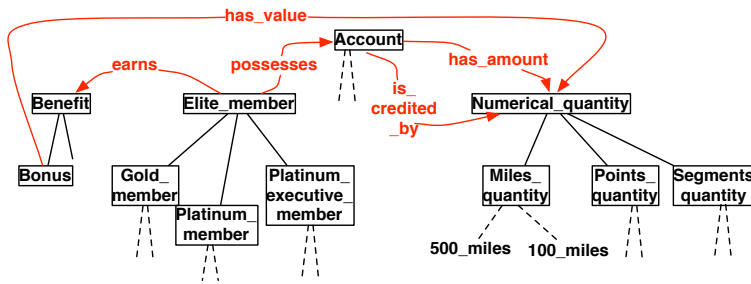 has_value
Account
earns
possesses
has_amount
is_
credited
_by
Benefit
Elite_member
Numerical_quantity
Bonus
Gold_
member
Platinum_
member
Platinum_
executive_
member
Miles_
quantity
Points_
quantity
Segments_
quantity
500_miles
100_miles